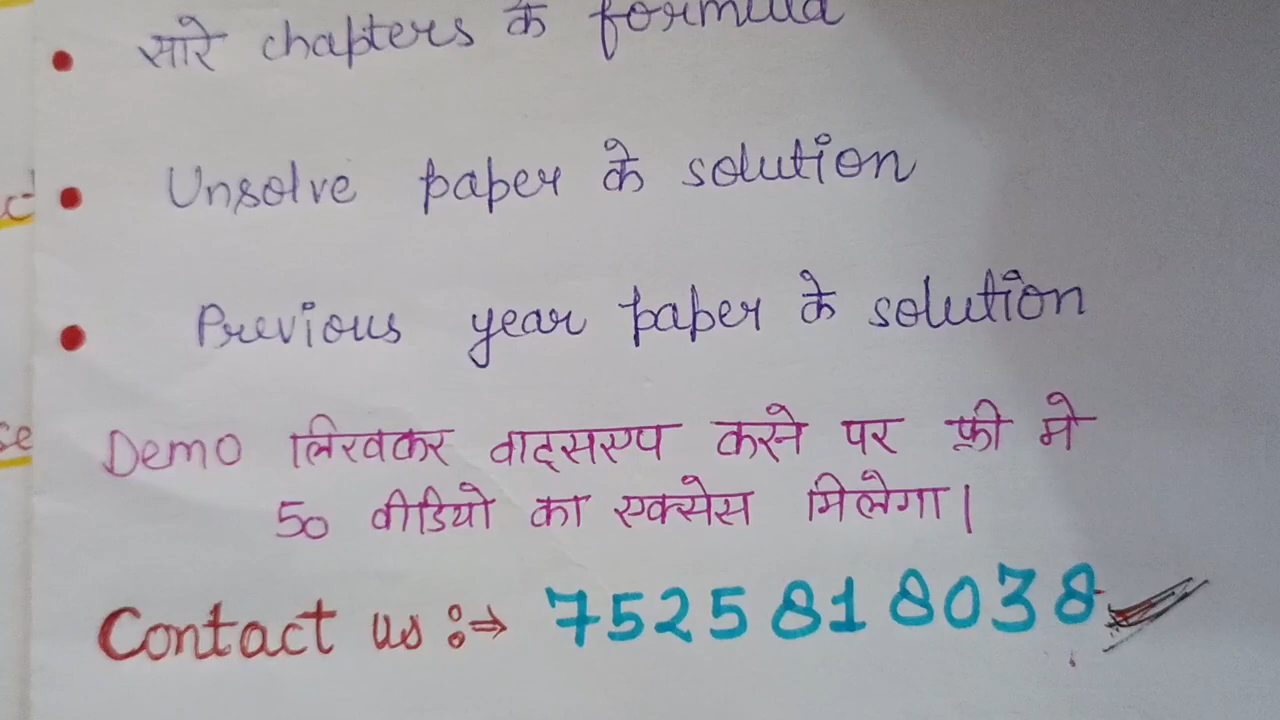 सारे chapters के formula
Unsolve paper के solution
Previous year paper के solution
Demo लिखकर वाट्सएप करने पर फ्री मे
50 वीडियो का एक्सेस मिलेगा।
Contact us :→ 7525818038